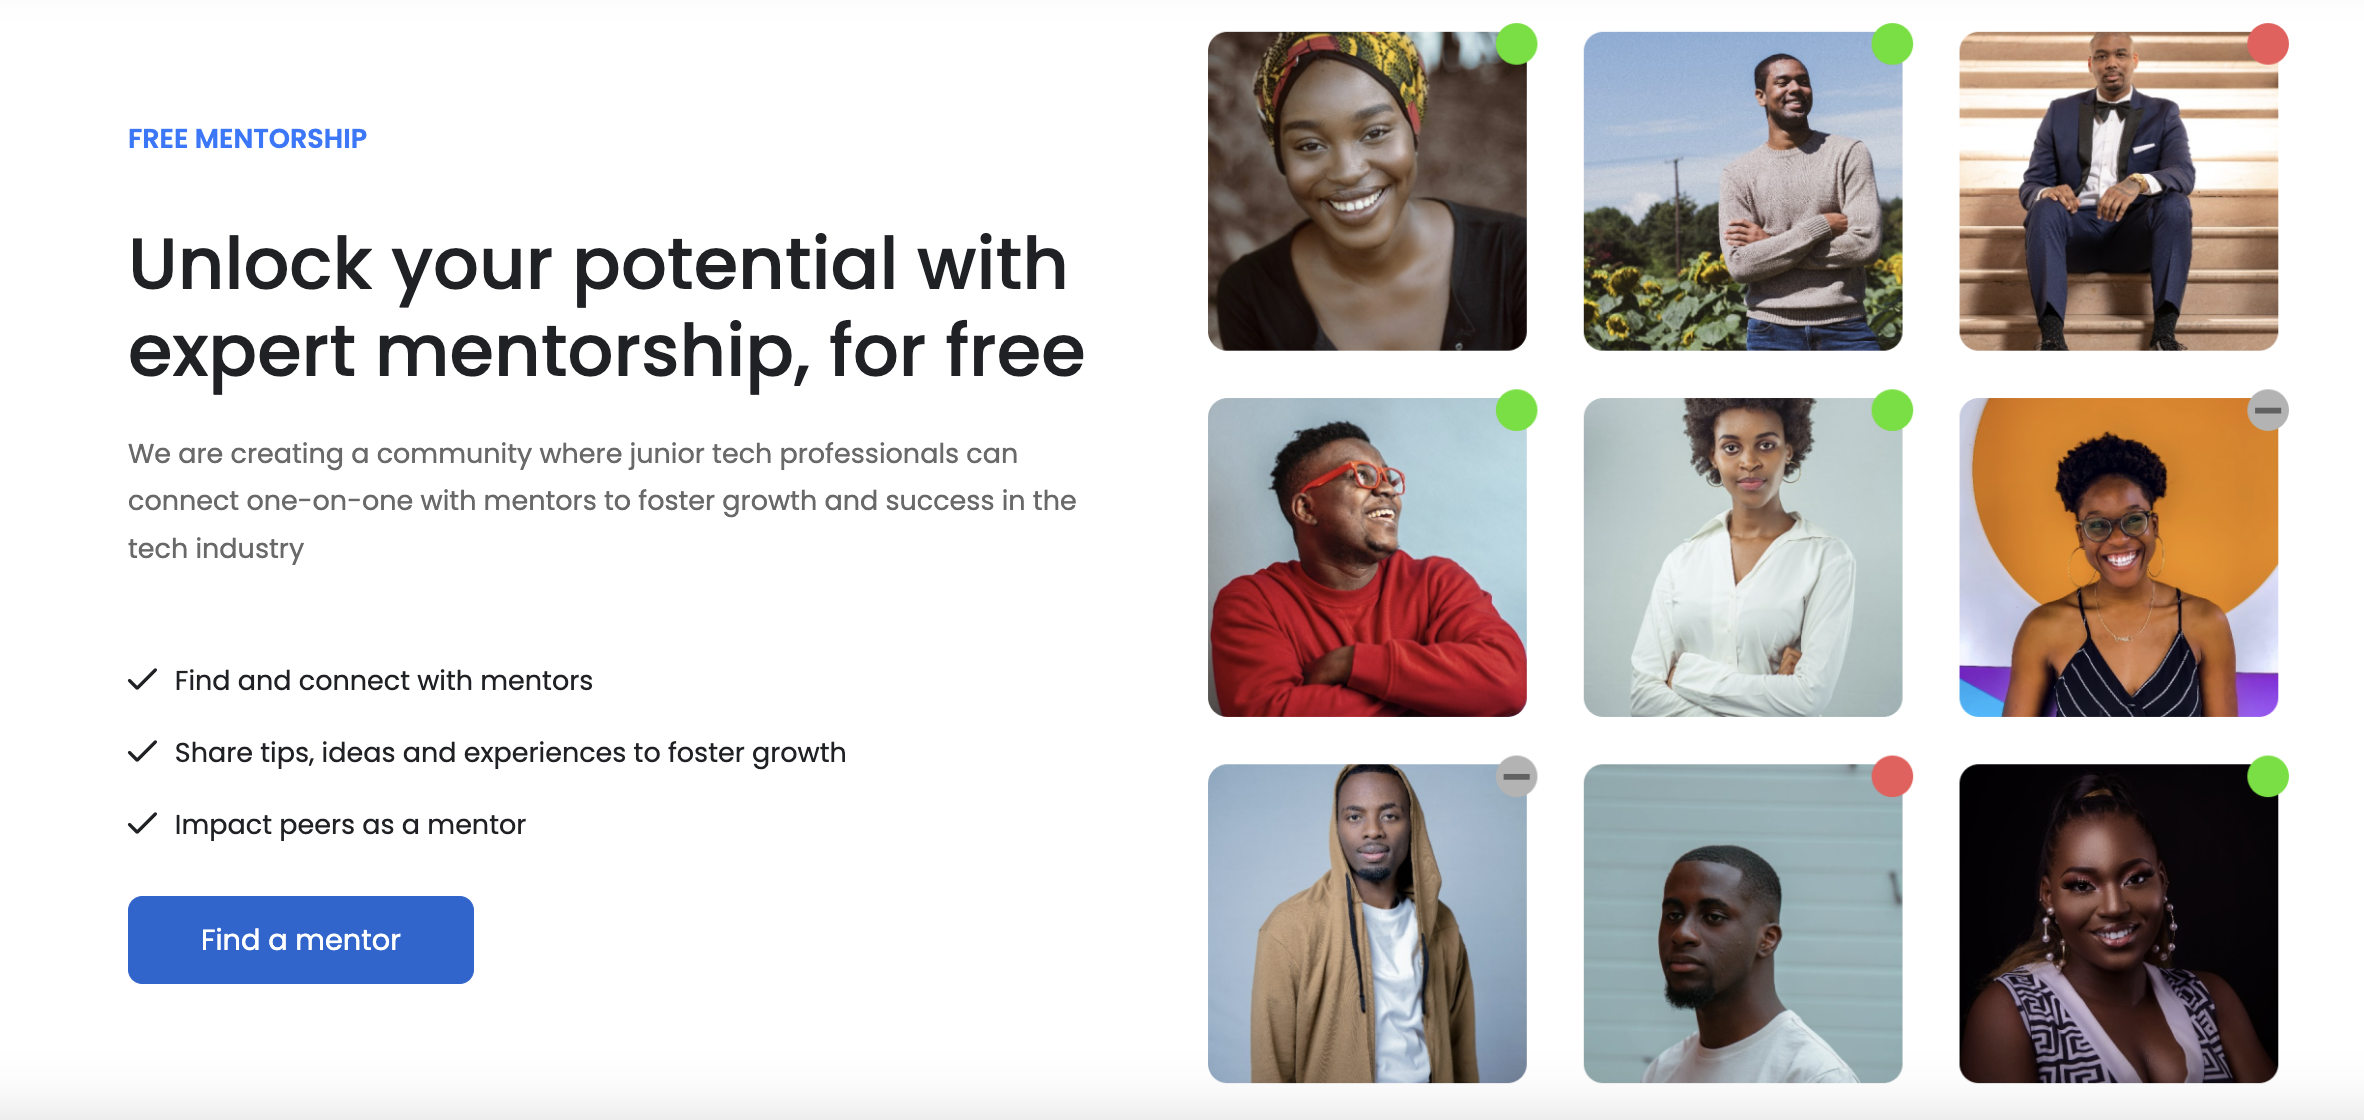 FREE MENTORSHIP
Unlock your potential with
expert mentorship, for free
We are creating a community where junior tech professionals can
connect one-on-one with mentors to foster growth and success in the
tech industry
Find and connect with mentors
Share tips, ideas and experiences to foster growth
Impact peers as a mentor
Find a mentor